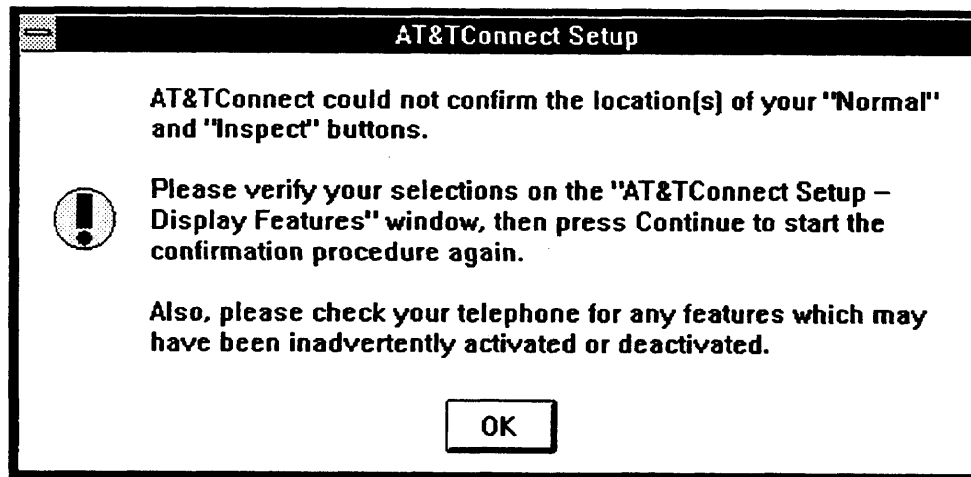 AT&TConnect Setup
AT&TConnect could not confirm the location(s) of your "Normal"
and "Inspect" buttons.
Please verify your selections on the "AT&TConnect Setup –
Display Features" window, then press Continue to start the
confirmation procedure again.
Also, please check your telephone for any features which may
have been inadvertently activated or deactivated.
OK